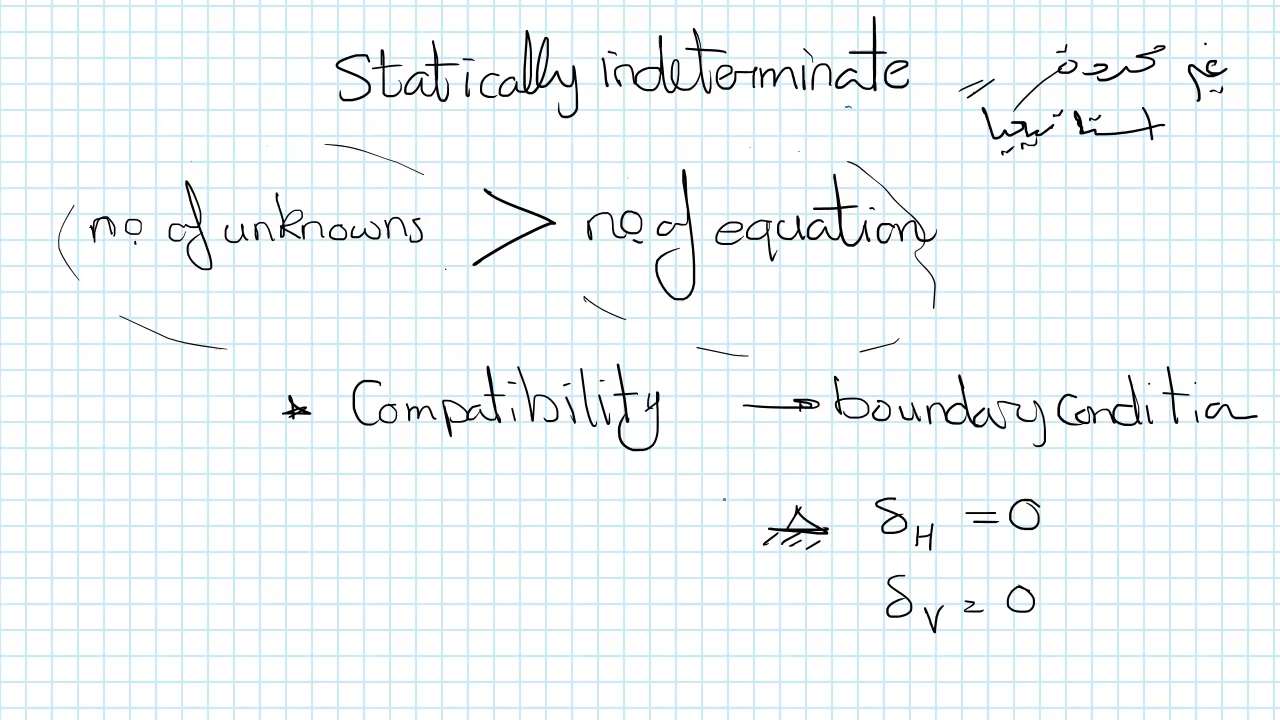 Statically indeterminate
غير محددة
استاتيكيا
no. of unknowns > no. of equation
* Compatibility → boundary condition
δH = 0
δV = 0